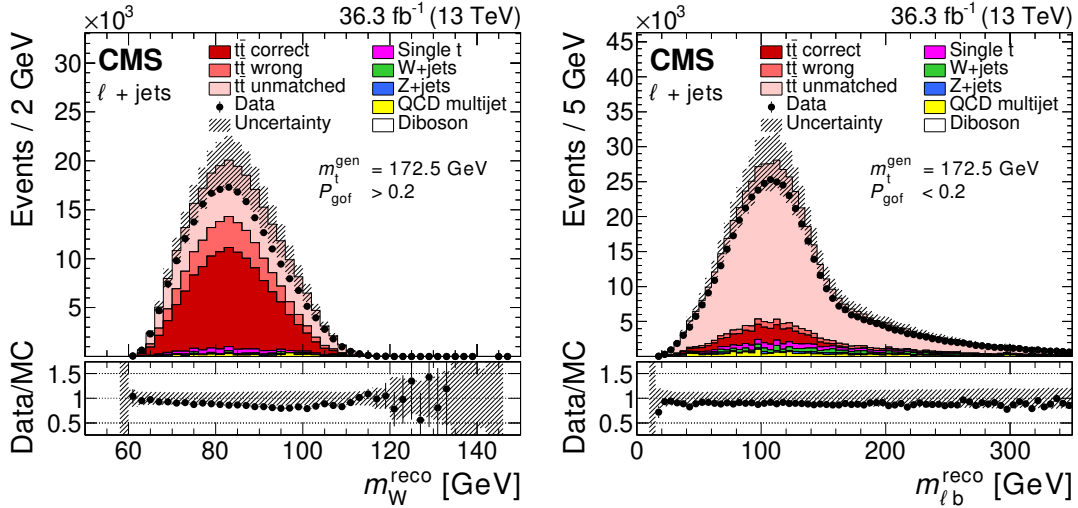 ×10³ 36.3 fb⁻¹ (13 TeV)
CMS
ℓ + jets
tt̄ correct
tt̄ wrong
tt̄ unmatched
Data
Uncertainty
Single t
W+jets
Z+jets
QCD multijet
Diboson
m_t^gen = 172.5 GeV
P_gof > 0.2
Events / 2 GeV
30
25
20
15
10
5
Data/MC
1.5
1
0.5
60 80 100 120 140
m_W^reco [GeV]
×10³ 36.3 fb⁻¹ (13 TeV)
CMS
ℓ + jets
tt̄ correct
tt̄ wrong
tt̄ unmatched
Data
Uncertainty
Single t
W+jets
Z+jets
QCD multijet
Diboson
m_t^gen = 172.5 GeV
P_gof < 0.2
Events / 5 GeV
45
40
35
30
25
20
15
10
5
Data/MC
1.5
1
0.5
0 100 200 300
m_ℓb^reco [GeV]